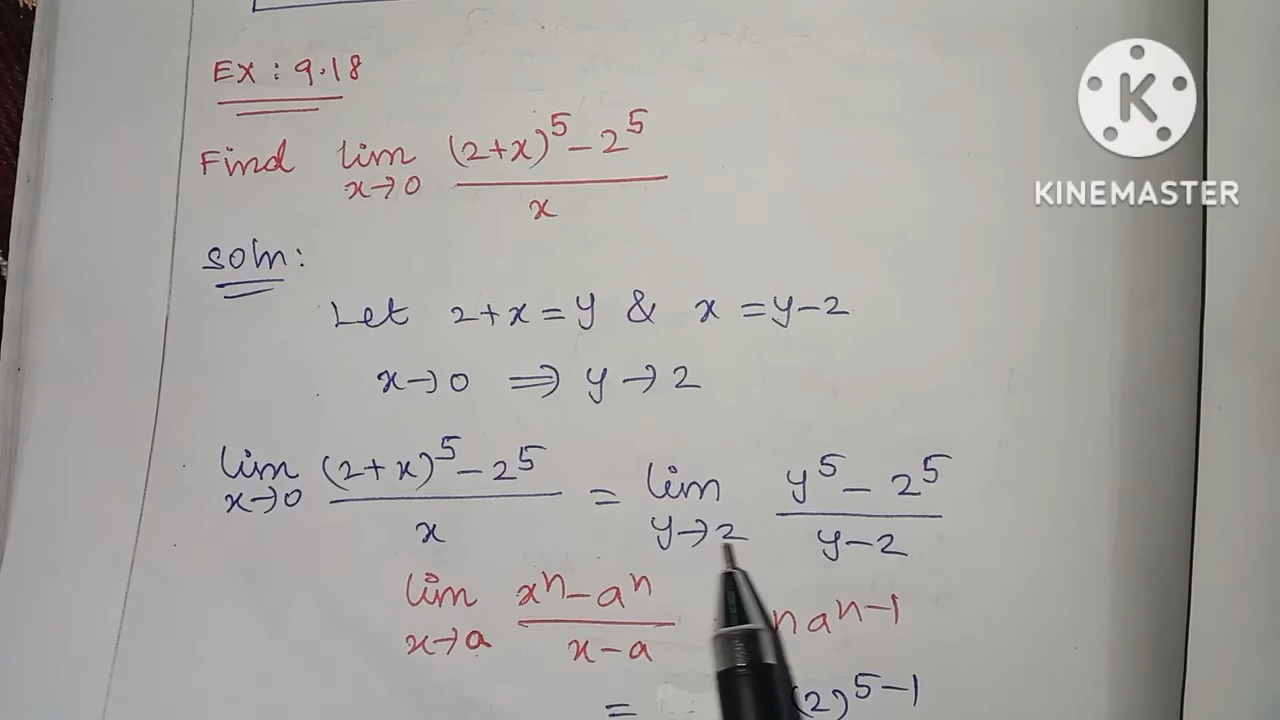 Ex : 9.18
Find lim x→0 (2+x)^5 - 2^5 / x
Soln:
Let 2+x = y & x = y-2
x→0 ⟹ y→2
lim x→0 (2+x)^5 - 2^5 / x = lim y→2 y^5 - 2^5 / y-2
lim x→a x^n - a^n / x-a n a^n-1
= (2)^5-1
K
KINEMASTER